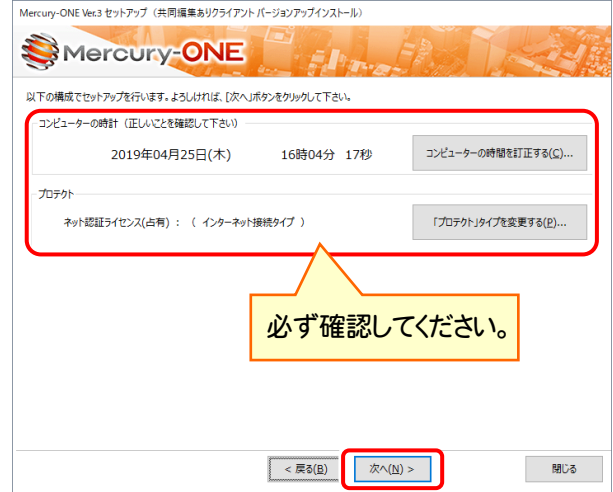 Mercury-ONE Ver.3 セットアップ（共同編集ありクライアント バージョンアップインストール）
Mercury-ONE
以下の構成でセットアップを行います。よろしければ、[次へ]ボタンをクリックして下さい。
コンピューターの時計（正しいことを確認して下さい）
2019年04月25日(木) 16時04分 17秒 コンピューターの時間を訂正する(C)...
プロテクト
ネット認証ライセンス(占有) ： （ インターネット接続タイプ ） 「プロテクト」タイプを変更する(P)...
必ず確認してください。
< 戻る(B) 次へ(N) > 閉じる